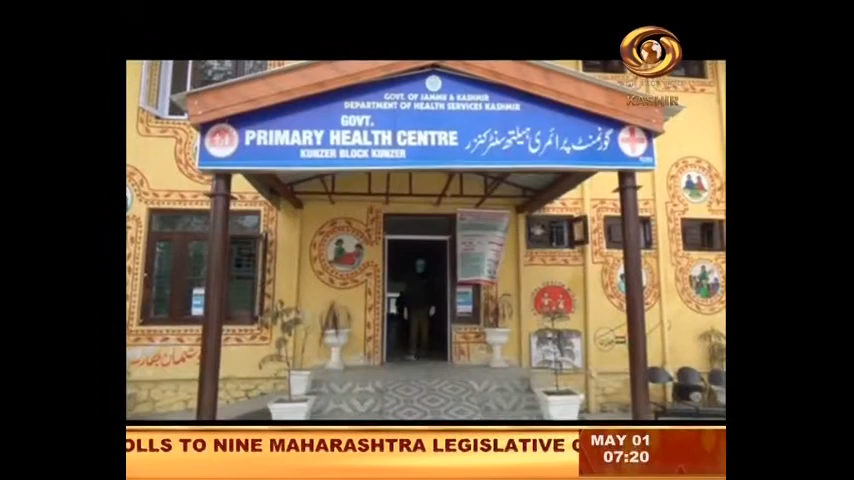 KASHIR
GOVT. OF JAMMU & KASHMIR
DEPARTMENT OF HEALTH SERVICES KASHMIR
GOVT.
PRIMARY HEALTH CENTRE
KUNZER BLOCK KUNZER
گورنمنٹ پرائمری ہیلتھ سنٹر کنزر
OLLS TO NINE MAHARASHTRA LEGISLATIVE
MAY 01
07:20